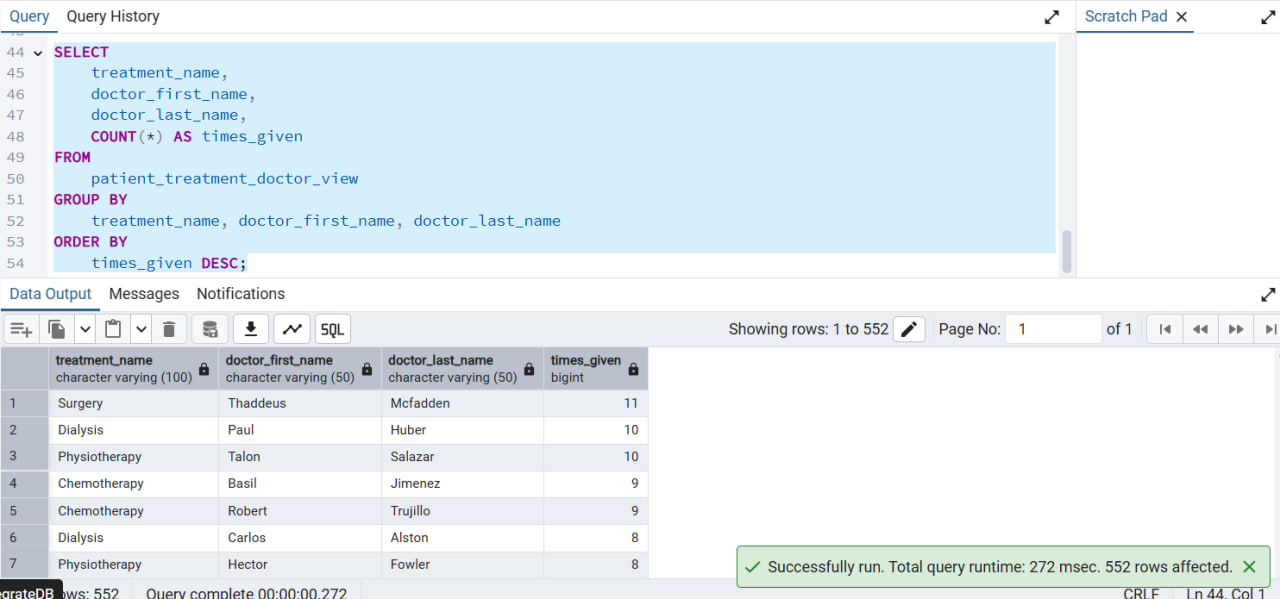 Query Query History
Scratch Pad
44 SELECT
45 treatment_name,
46 doctor_first_name,
47 doctor_last_name,
48 COUNT(*) AS times_given
49 FROM
50 patient_treatment_doctor_view
51 GROUP BY
52 treatment_name, doctor_first_name, doctor_last_name
53 ORDER BY
54 times_given DESC;
Data Output Messages Notifications
SQL Showing rows: 1 to 552 Page No: 1 of 1
treatment_name doctor_first_name doctor_last_name times_given
character varying (100) character varying (50) character varying (50) bigint
1 Surgery Thaddeus Mcfadden 11
2 Dialysis Paul Huber 10
3 Physiotherapy Talon Salazar 10
4 Chemotherapy Basil Jimenez 9
5 Chemotherapy Robert Trujillo 9
6 Dialysis Carlos Alston 8
7 Physiotherapy Hector Fowler 8
Successfully run. Total query runtime: 272 msec. 552 rows affected.
egrateDB ows: 552 Query complete 00:00:00.272 CRLF Ln 44, Col 1